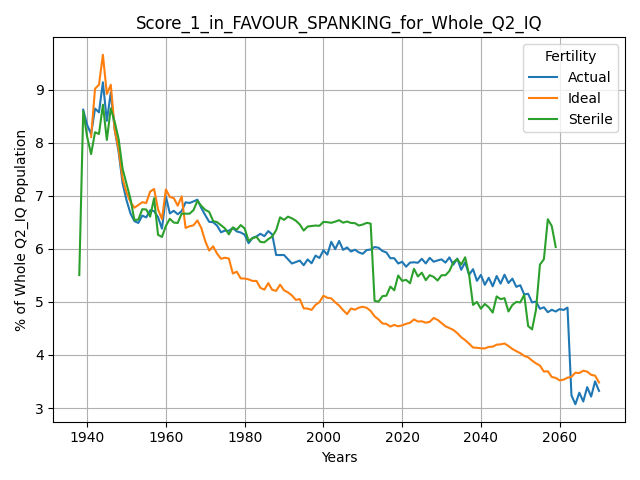 Score_1_in_FAVOUR_SPANKING_for_Whole_Q2_IQ
Fertility
Actual
Ideal
Sterile
% of Whole Q2_IQ Population
9
8
7
6
5
4
3
1940
1960
1980
2000
2020
2040
2060
Years